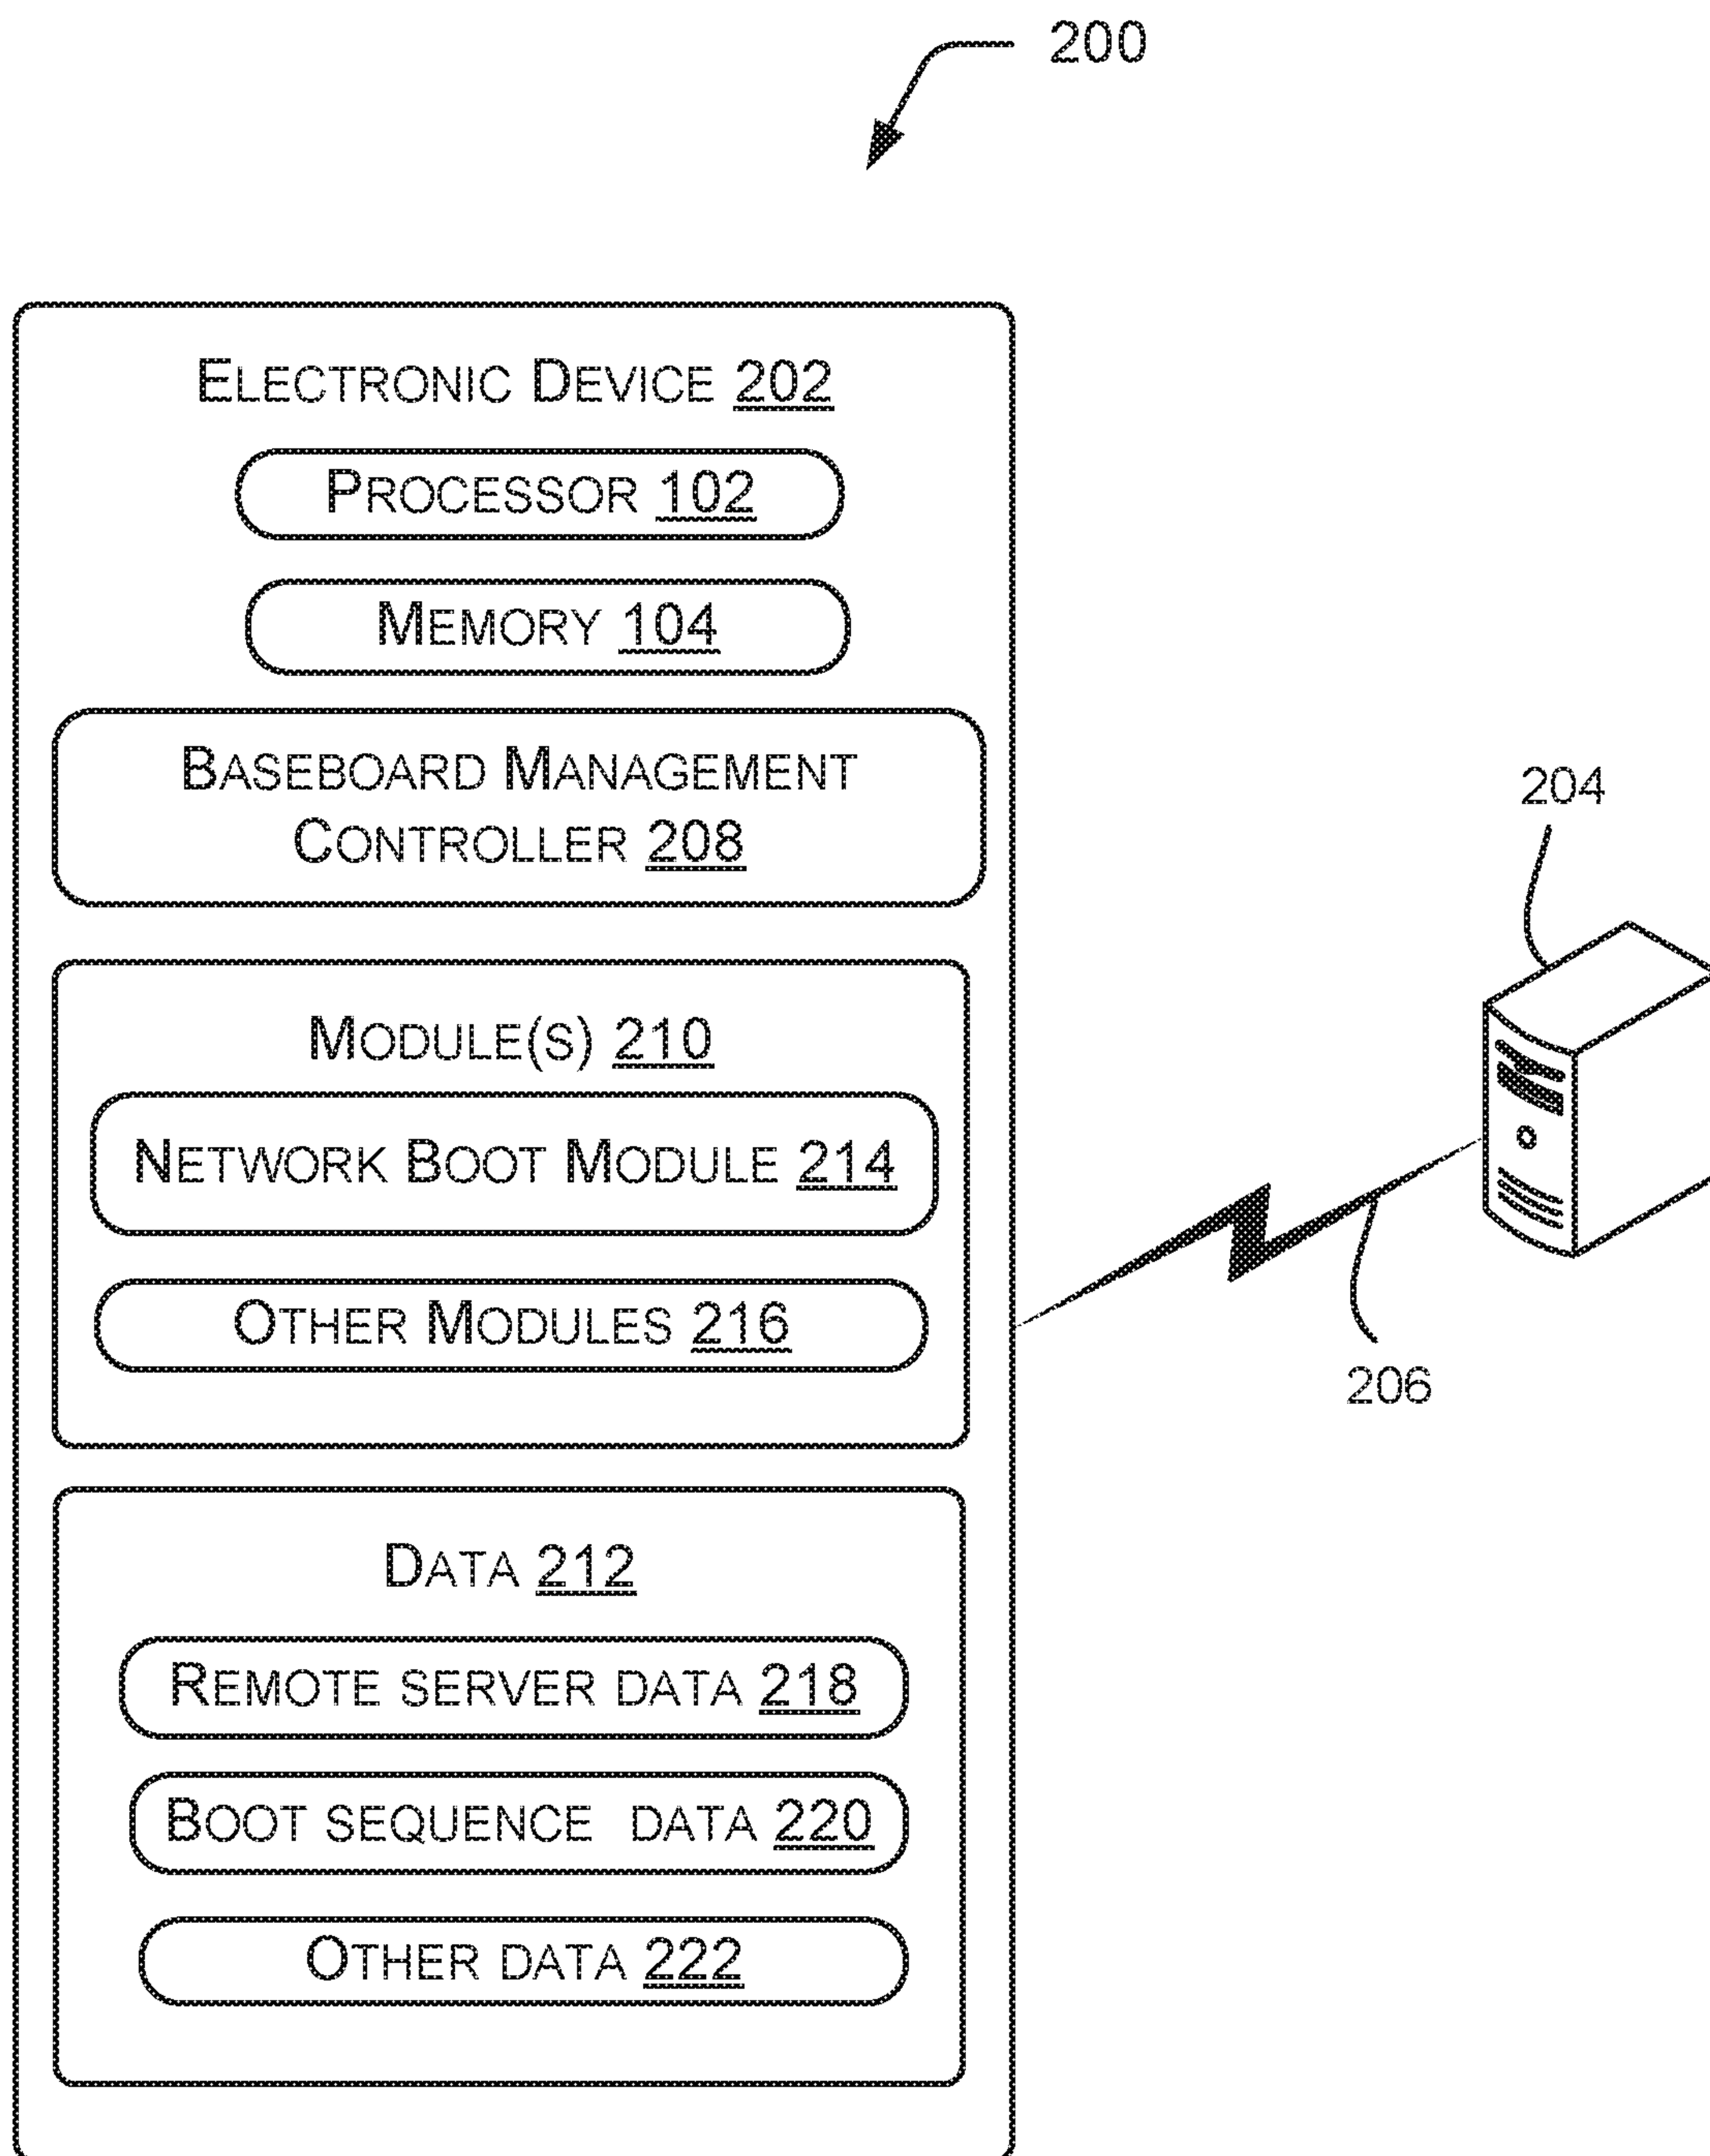 200
ELECTRONIC DEVICE 202
PROCESSOR 102
MEMORY 104
BASEBOARD MANAGEMENT
CONTROLLER 208
204
MODULE(S) 210
NETWORK BOOT MODULE 214
OTHER MODULES 216
206
DATA 212
REMOTE SERVER DATA 218
BOOT SEQUENCE DATA 220
OTHER DATA 222